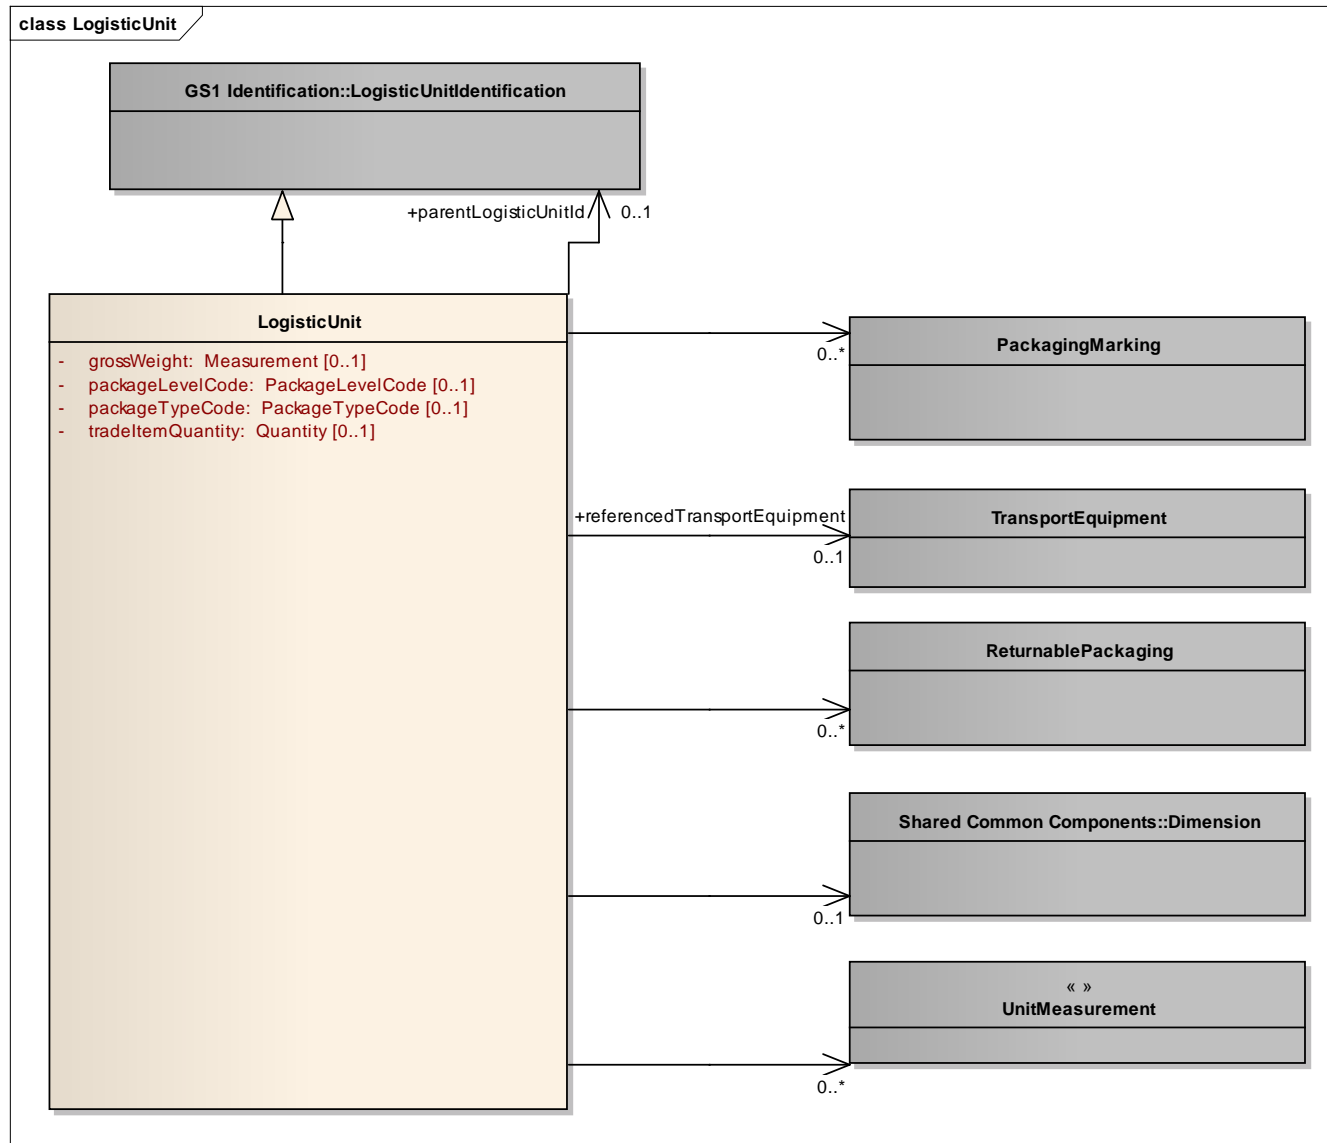 class LogisticUnit
GS1 Identification::LogisticUnitIdentification
+parentLogisticUnitId
0..1
LogisticUnit
- grossWeight: Measurement [0..1]
- packageLevelCode: PackageLevelCode [0..1]
- packageTypeCode: PackageTypeCode [0..1]
- tradeItemQuantity: Quantity [0..1]
PackagingMarking
0..*
+referencedTransportEquipment
TransportEquipment
0..1
ReturnablePackaging
0..*
Shared Common Components::Dimension
0..1
« »
UnitMeasurement
0..*